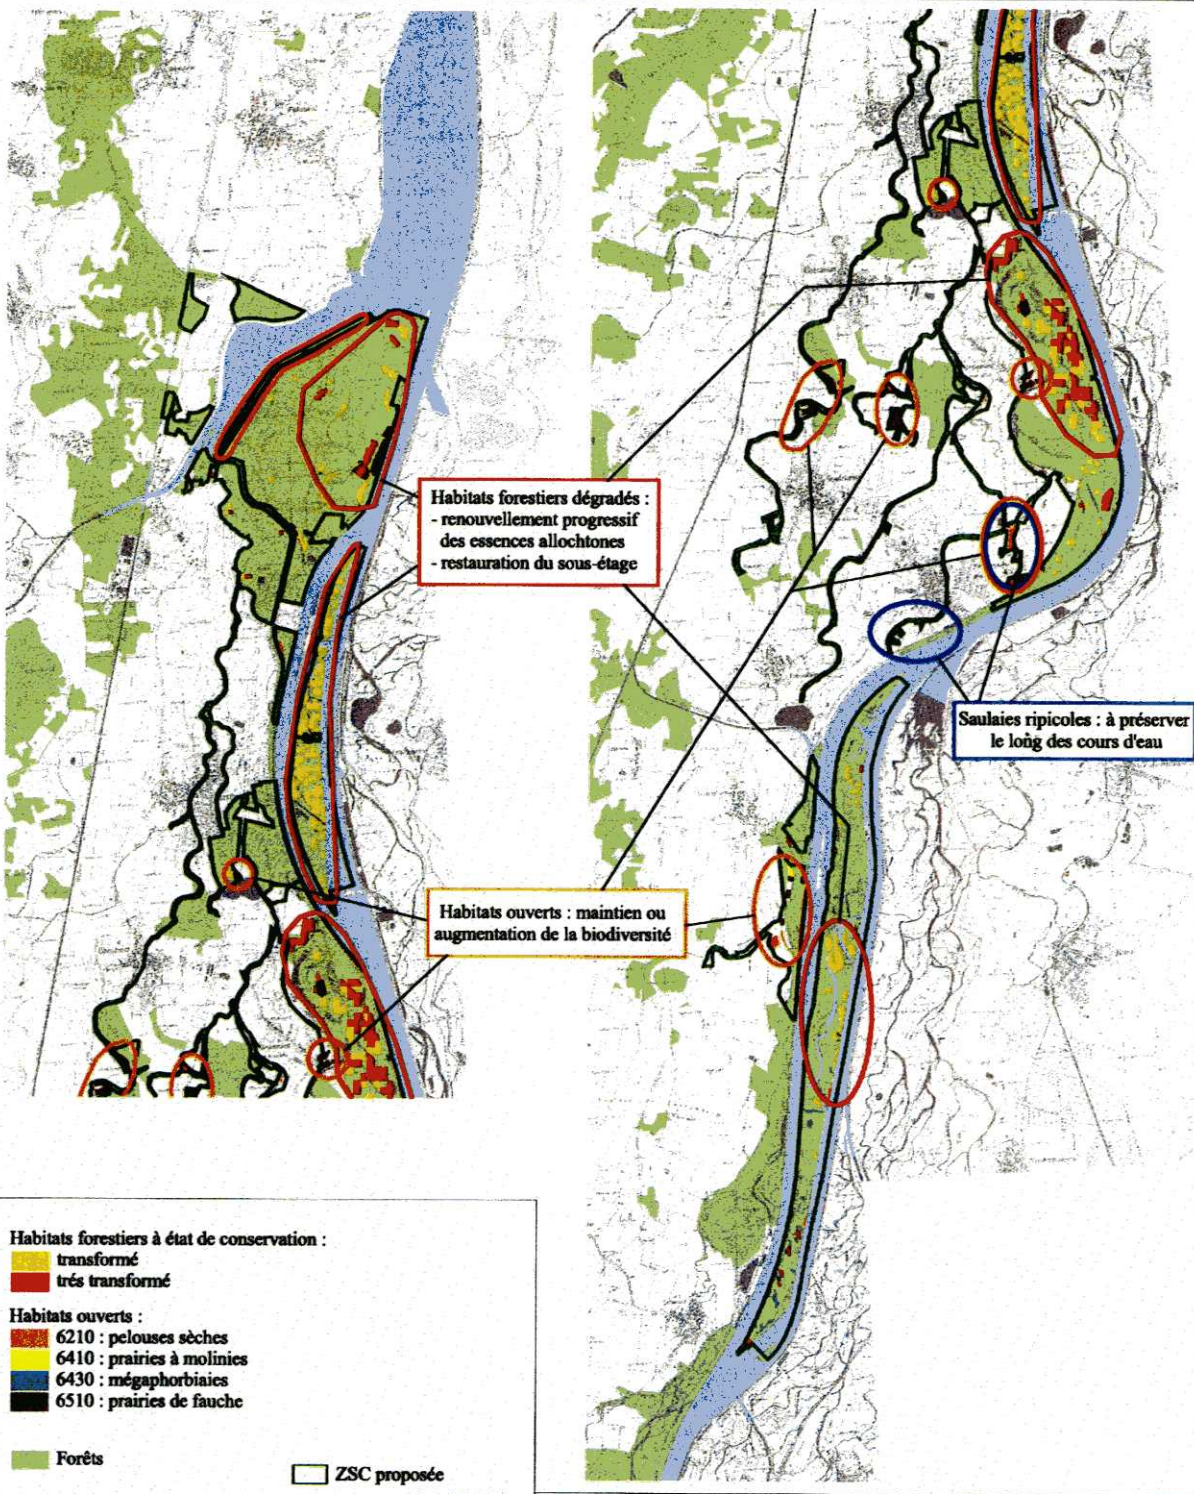 Habitats forestiers dégradés :
- renouvellement progressif
des essences allochtones
- restauration du sous-étage
Saulaies ripicoles : à préserver
le long des cours d'eau
Habitats ouverts : maintien ou
augmentation de la biodiversité
Habitats forestiers à état de conservation :
transformé
trés transformé
Habitats ouverts :
6210 : pelouses sèches
6410 : prairies à molinies
6430 : mégaphorbiaies
6510 : prairies de fauche
Forêts
ZSC proposée